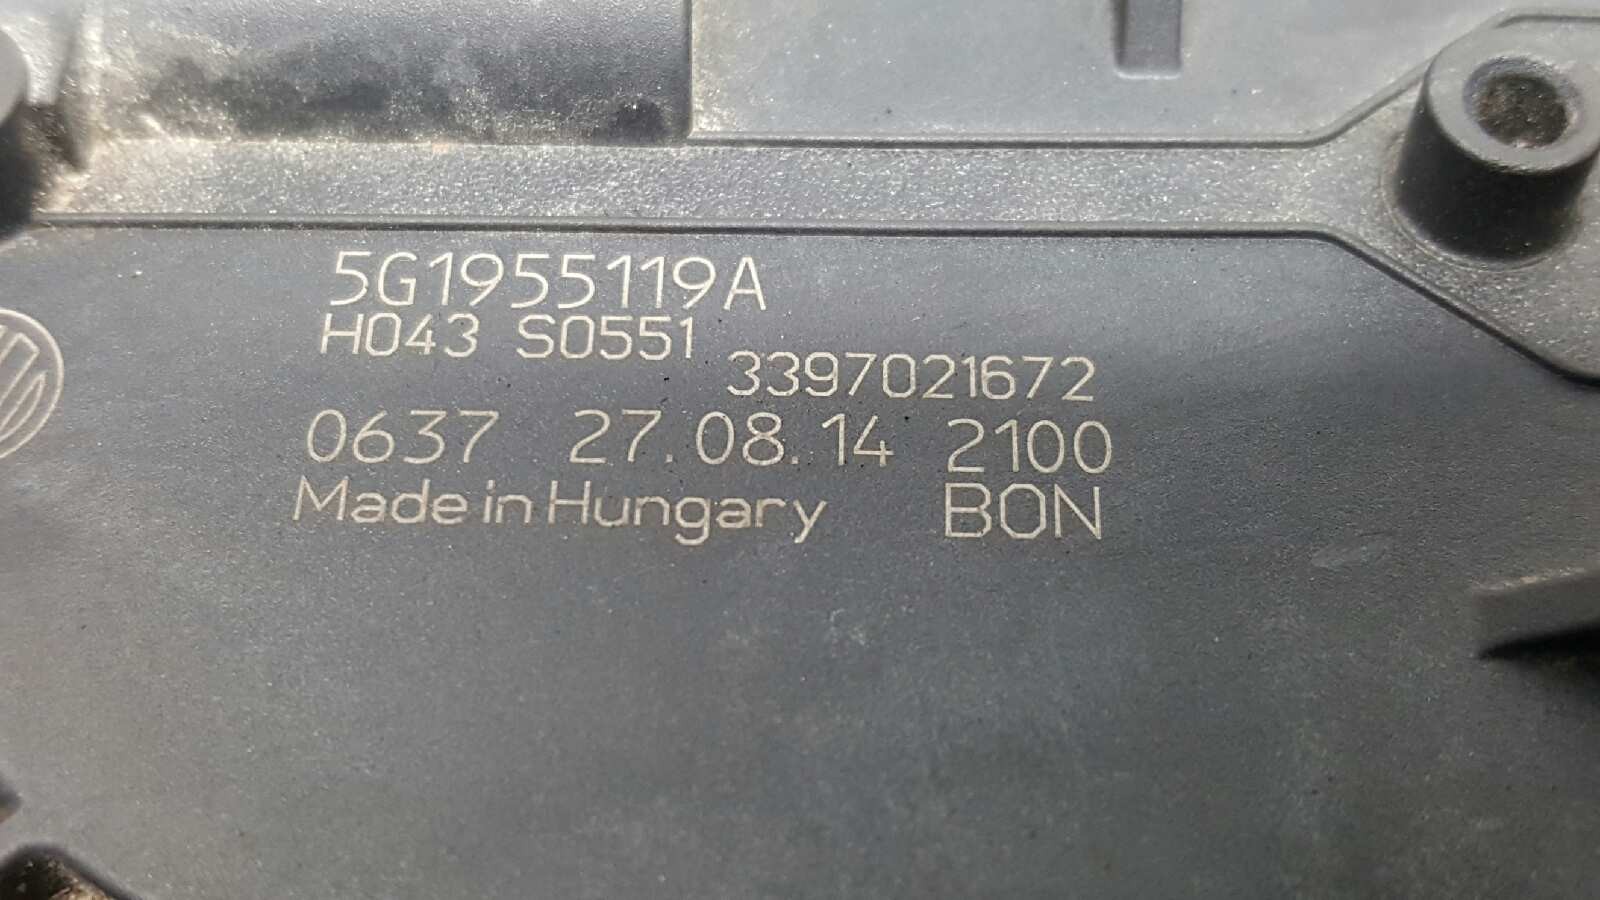 5G1955119A
H043 S0551
3397021672
0637 27.08.14 2100
Made in Hungary BON